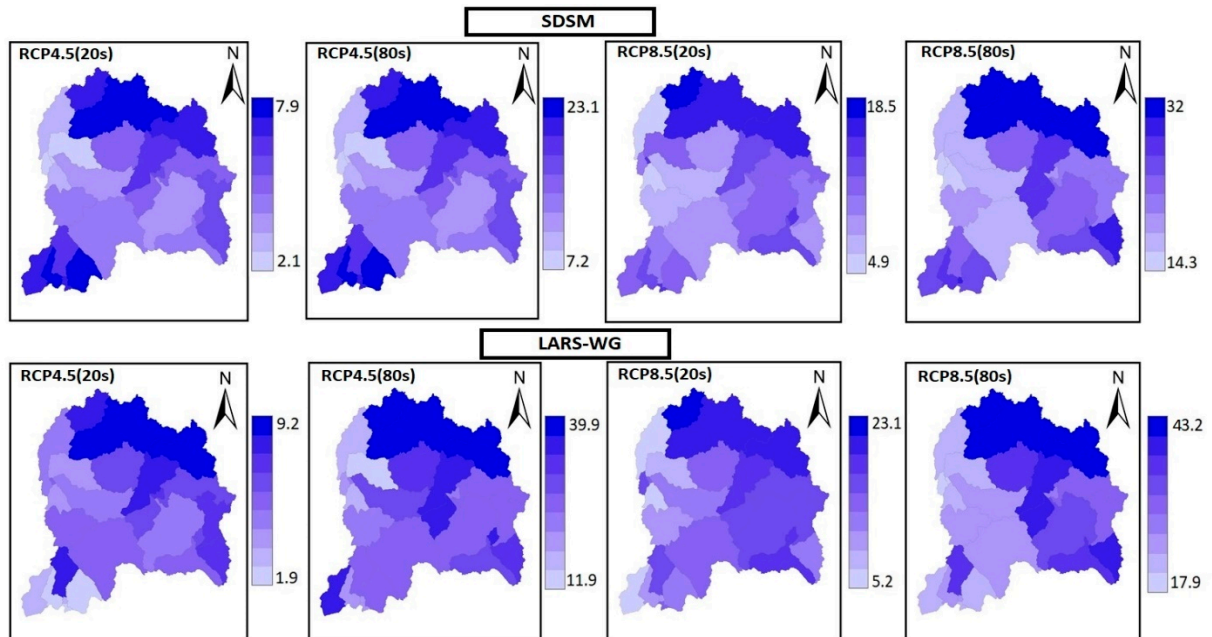 SDSM
RCP4.5(20s)
N
7.9
2.1
RCP4.5(80s)
N
23.1
7.2
RCP8.5(20s)
N
18.5
4.9
RCP8.5(80s)
N
32
14.3
LARS-WG
RCP4.5(20s)
N
9.2
1.9
RCP4.5(80s)
N
39.9
11.9
RCP8.5(20s)
N
23.1
5.2
RCP8.5(80s)
N
43.2
17.9